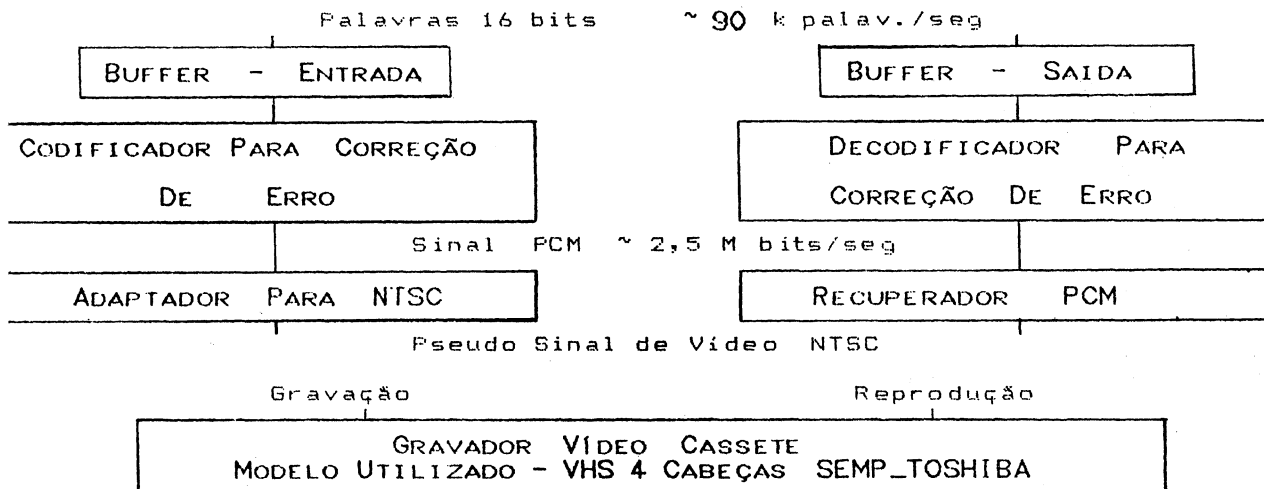 Palavras 16 bits ~ 90 k palav./seg
BUFFER - ENTRADA
BUFFER - SAIDA
CODIFICADOR PARA CORREÇÃO
DE ERRO
DECODIFICADOR PARA
CORREÇÃO DE ERRO
Sinal PCM ~ 2,5 M bits/seg
ADAPTADOR PARA NTSC
RECUPERADOR PCM
Pseudo Sinal de Vídeo NTSC
Gravação
Reprodução
GRAVADOR VÍDEO CASSETE
MODELO UTILIZADO - VHS 4 CABEÇAS SEMP_TOSHIBA